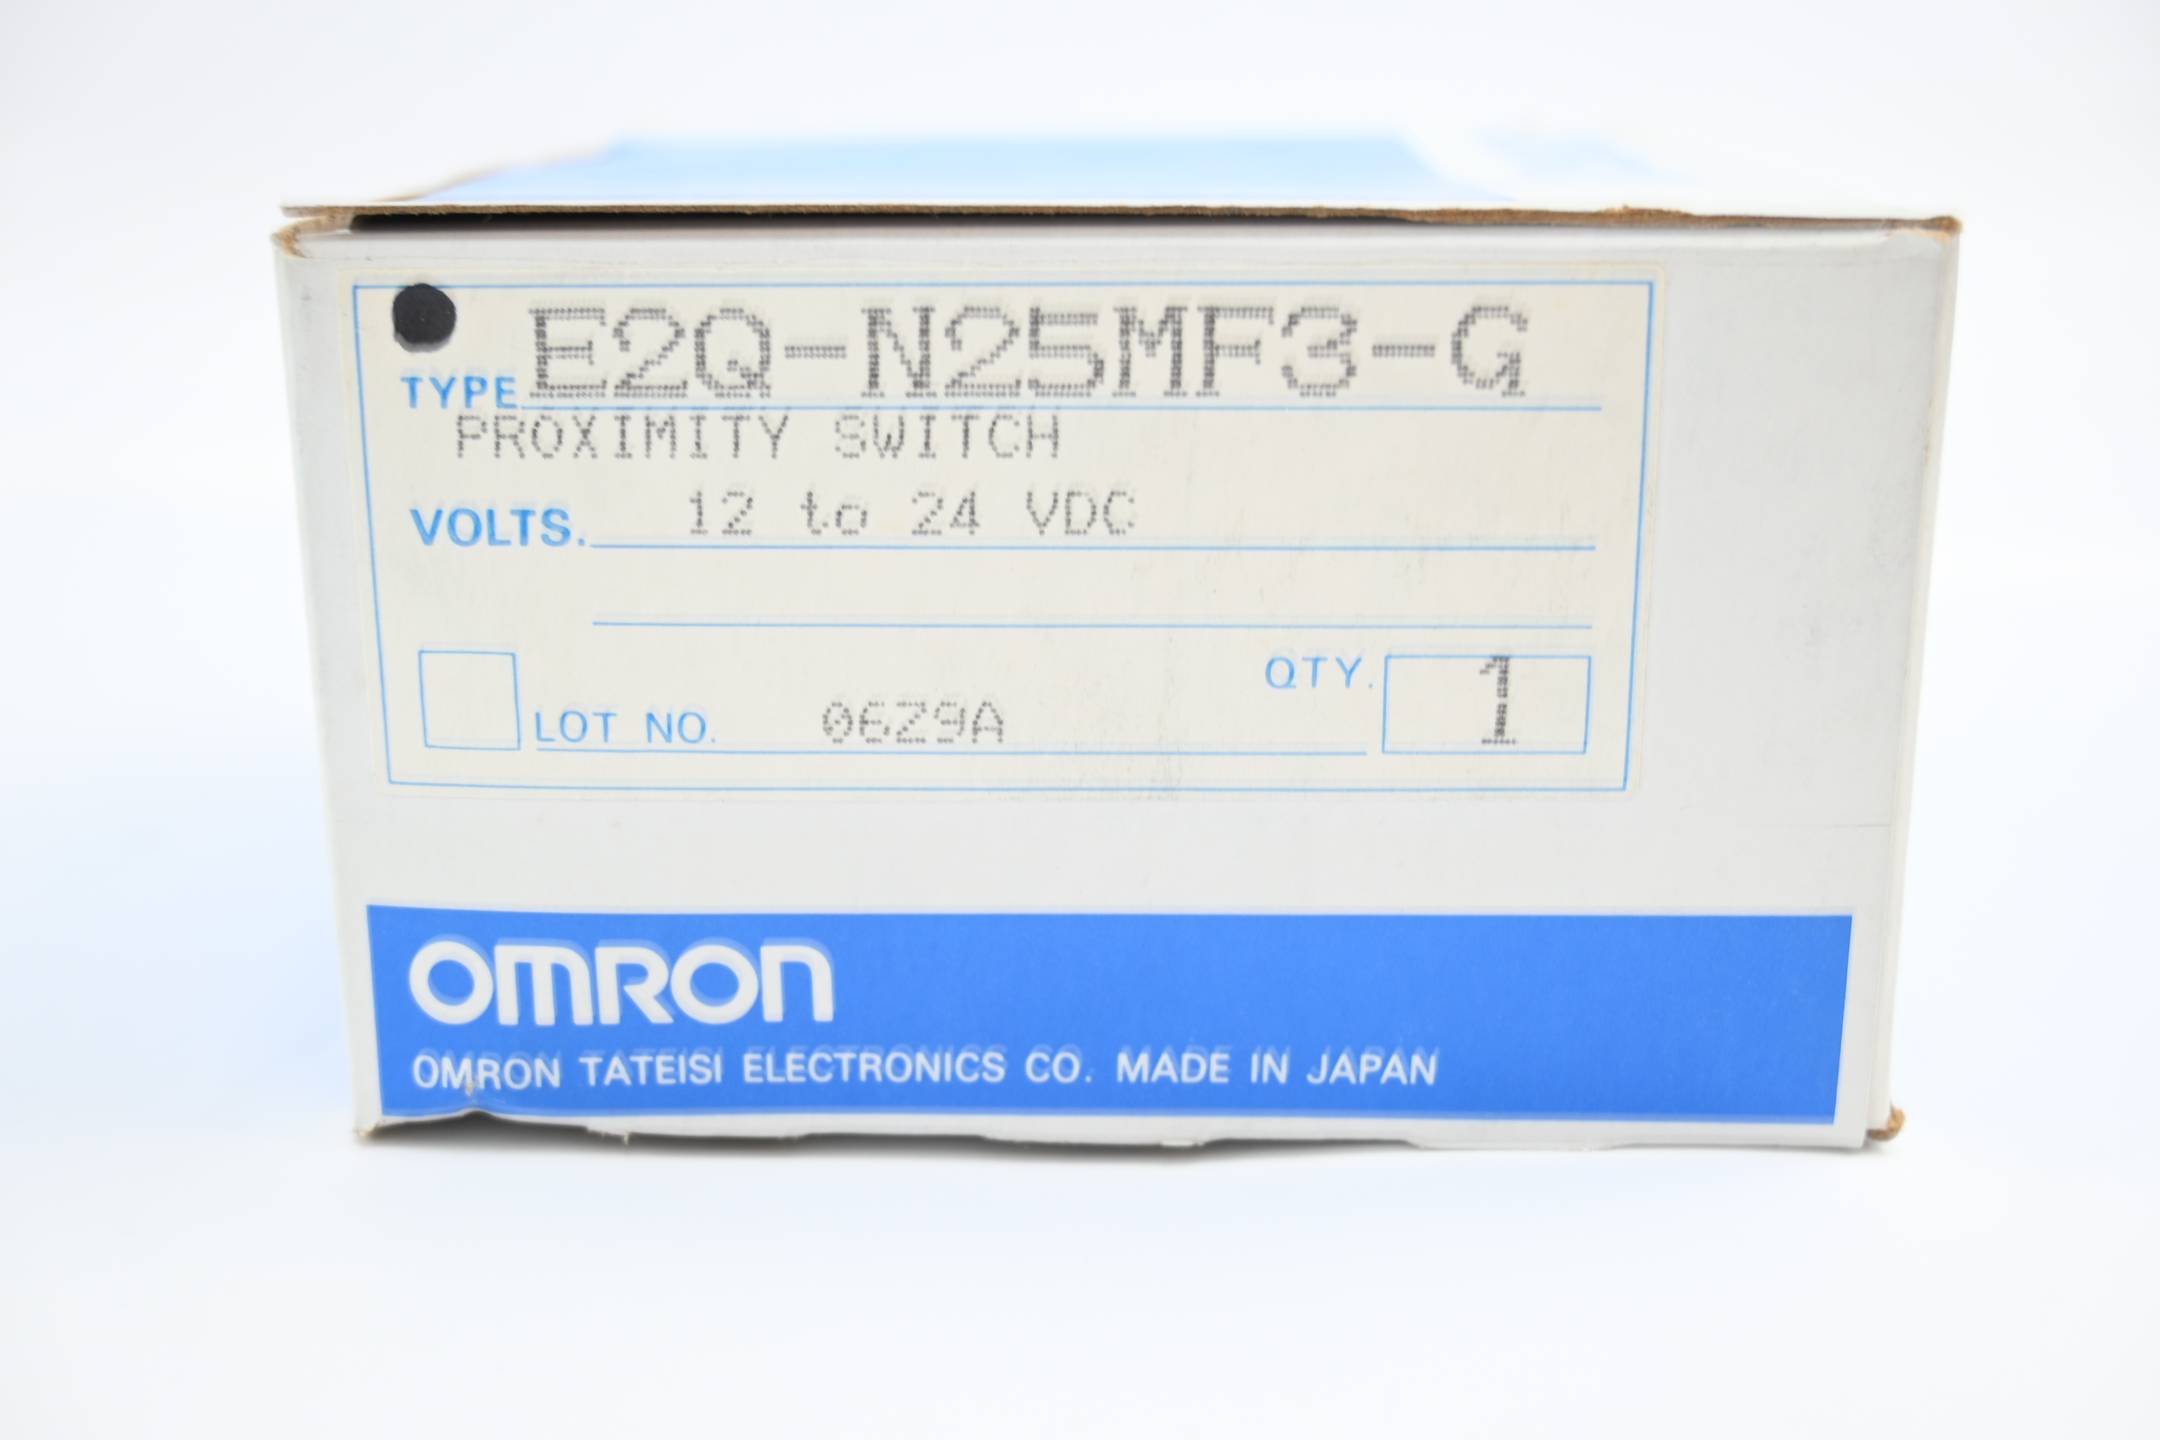 TYPE E2Q-N25MF3-G
PROXIMITY SWITCH
VOLTS. 12 to 24 VDC
QTY. 1
LOT NO. 0629A
OMRON
OMRON TATEISI ELECTRONICS CO. MADE IN JAPAN